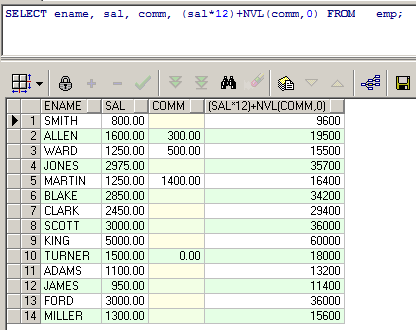 SELECT ename, sal, comm, (sal*12)+NVL(comm,0) FROM emp;
ENAME SAL COMM (SAL*12)+NVL(COMM,0)
1 SMITH 800.00 9600
2 ALLEN 1600.00 300.00 19500
3 WARD 1250.00 500.00 15500
4 JONES 2975.00 35700
5 MARTIN 1250.00 1400.00 16400
6 BLAKE 2850.00 34200
7 CLARK 2450.00 29400
8 SCOTT 3000.00 36000
9 KING 5000.00 60000
10 TURNER 1500.00 0.00 18000
11 ADAMS 1100.00 13200
12 JAMES 950.00 11400
13 FORD 3000.00 36000
14 MILLER 1300.00 15600